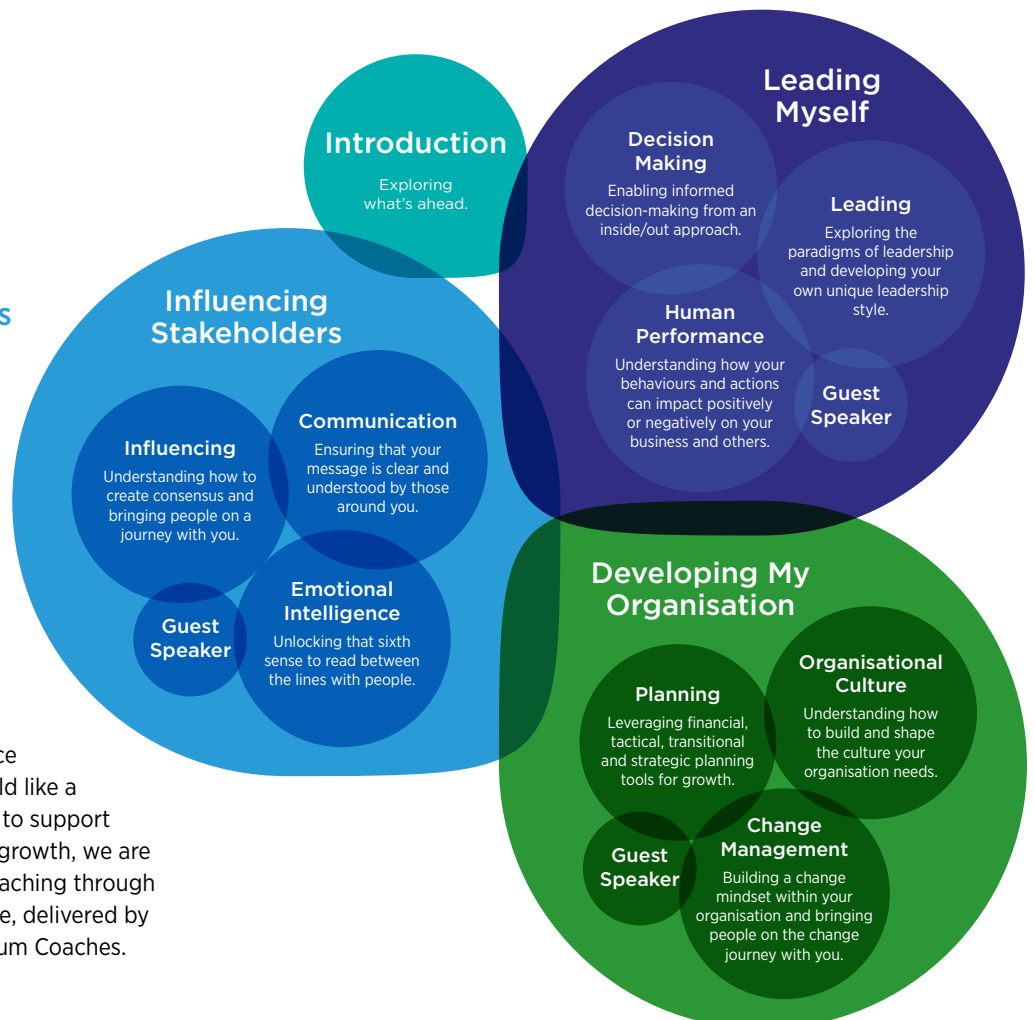 Introduction
Exploring
what's ahead.
Leading
Myself
Decision
Making
Enabling informed
decision-making from an
inside/out approach.
Leading
Exploring the
paradigms of leadership
and developing your
own unique leadership
style.
Human
Performance
Understanding how your
behaviours and actions
can impact positively
or negatively on your
business and others.
Guest
Speaker
s
Influencing
Stakeholders
Influencing
Understanding how to
create consensus and
bringing people on a
journey with you.
Communication
Ensuring that your
message is clear and
understood by those
around you.
Emotional
Intelligence
Unlocking that sixth
sense to read between
the lines with people.
Guest
Speaker
Developing My
Organisation
Planning
Leveraging financial,
tactical, transitional
and strategic planning
tools for growth.
Organisational
Culture
Understanding how
to build and shape
the culture your
organisation needs.
Guest
Speaker
Change
Management
Building a change
mindset within your
organisation and bringing
people on the change
journey with you.
ce
ld like a
to support
growth, we are
aching through
e, delivered by
um Coaches.